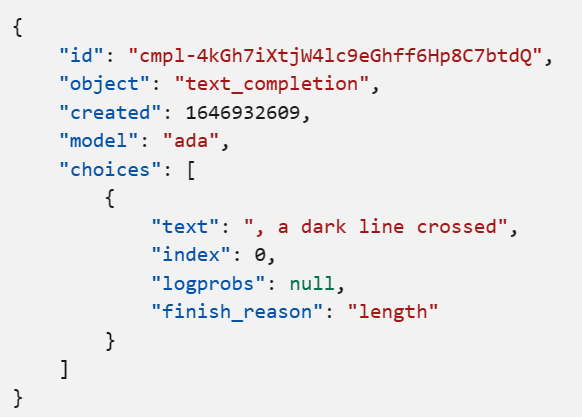 {
    "id": "cmpl-4kGh7iXtjW4lc9eGhff6Hp8C7btdQ",
    "object": "text_completion",
    "created": 1646932609,
    "model": "ada",
    "choices": [
        {
            "text": ", a dark line crossed",
            "index": 0,
            "logprobs": null,
            "finish_reason": "length"
        }
    ]
}